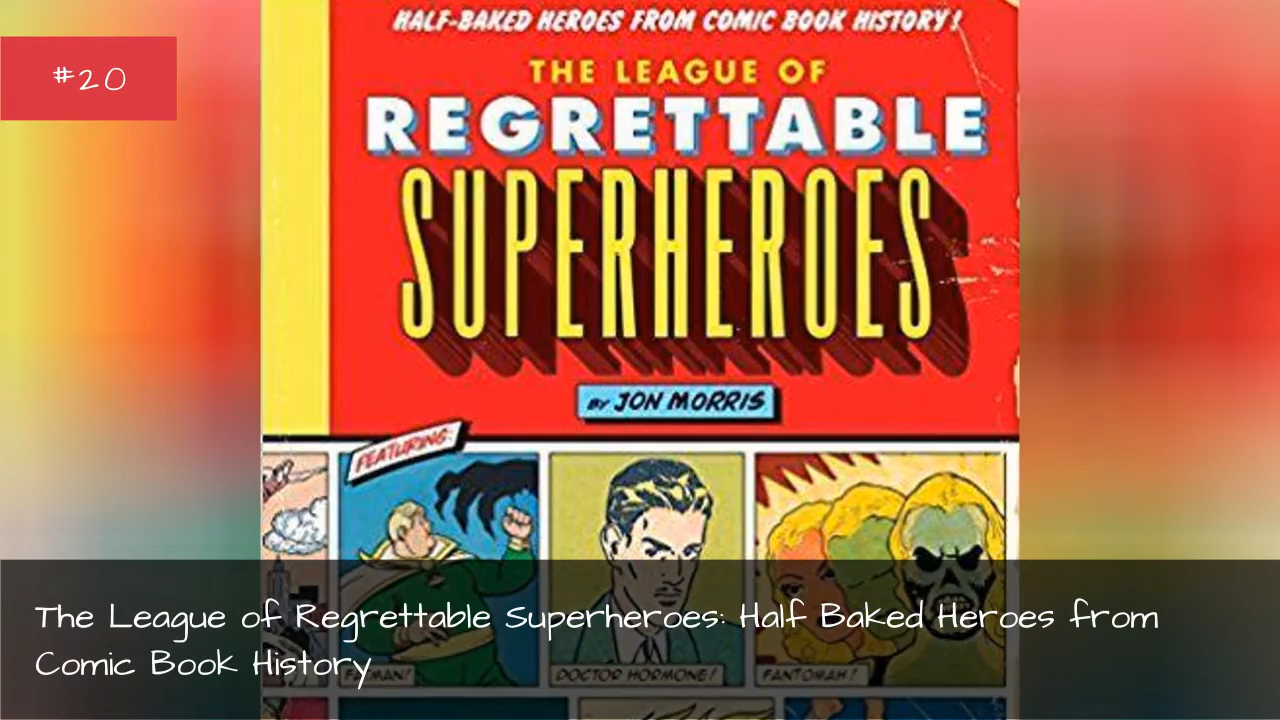 HALF-BAKED HEROES FROM COMIC BOOK HISTORY!
#20
THE LEAGUE OF
REGRETTABLE
SUPERHEROES
BY JON MORRIS
FEATURING:
DOCTOR HORMONE!
FANTOMAH!
The League of Regrettable Superheroes: Half Baked Heroes from
Comic Book History